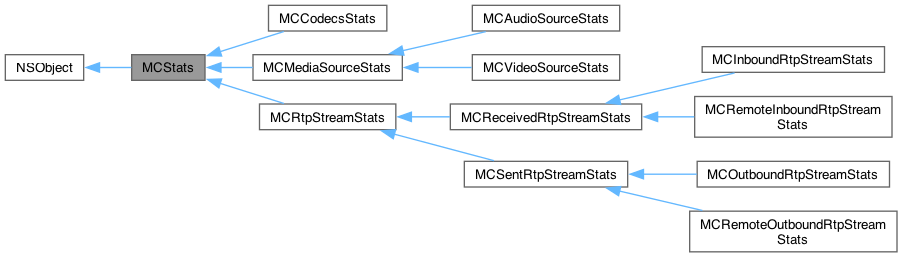 NSObject
MCStats
MCCodecsStats
MCMediaSourceStats
MCRtpStreamStats
MCAudioSourceStats
MCVideoSourceStats
MCReceivedRtpStreamStats
MCSentRtpStreamStats
MCInboundRtpStreamStats
MCRemoteInboundRtpStream
Stats
MCOutboundRtpStreamStats
MCRemoteOutboundRtpStream
Stats